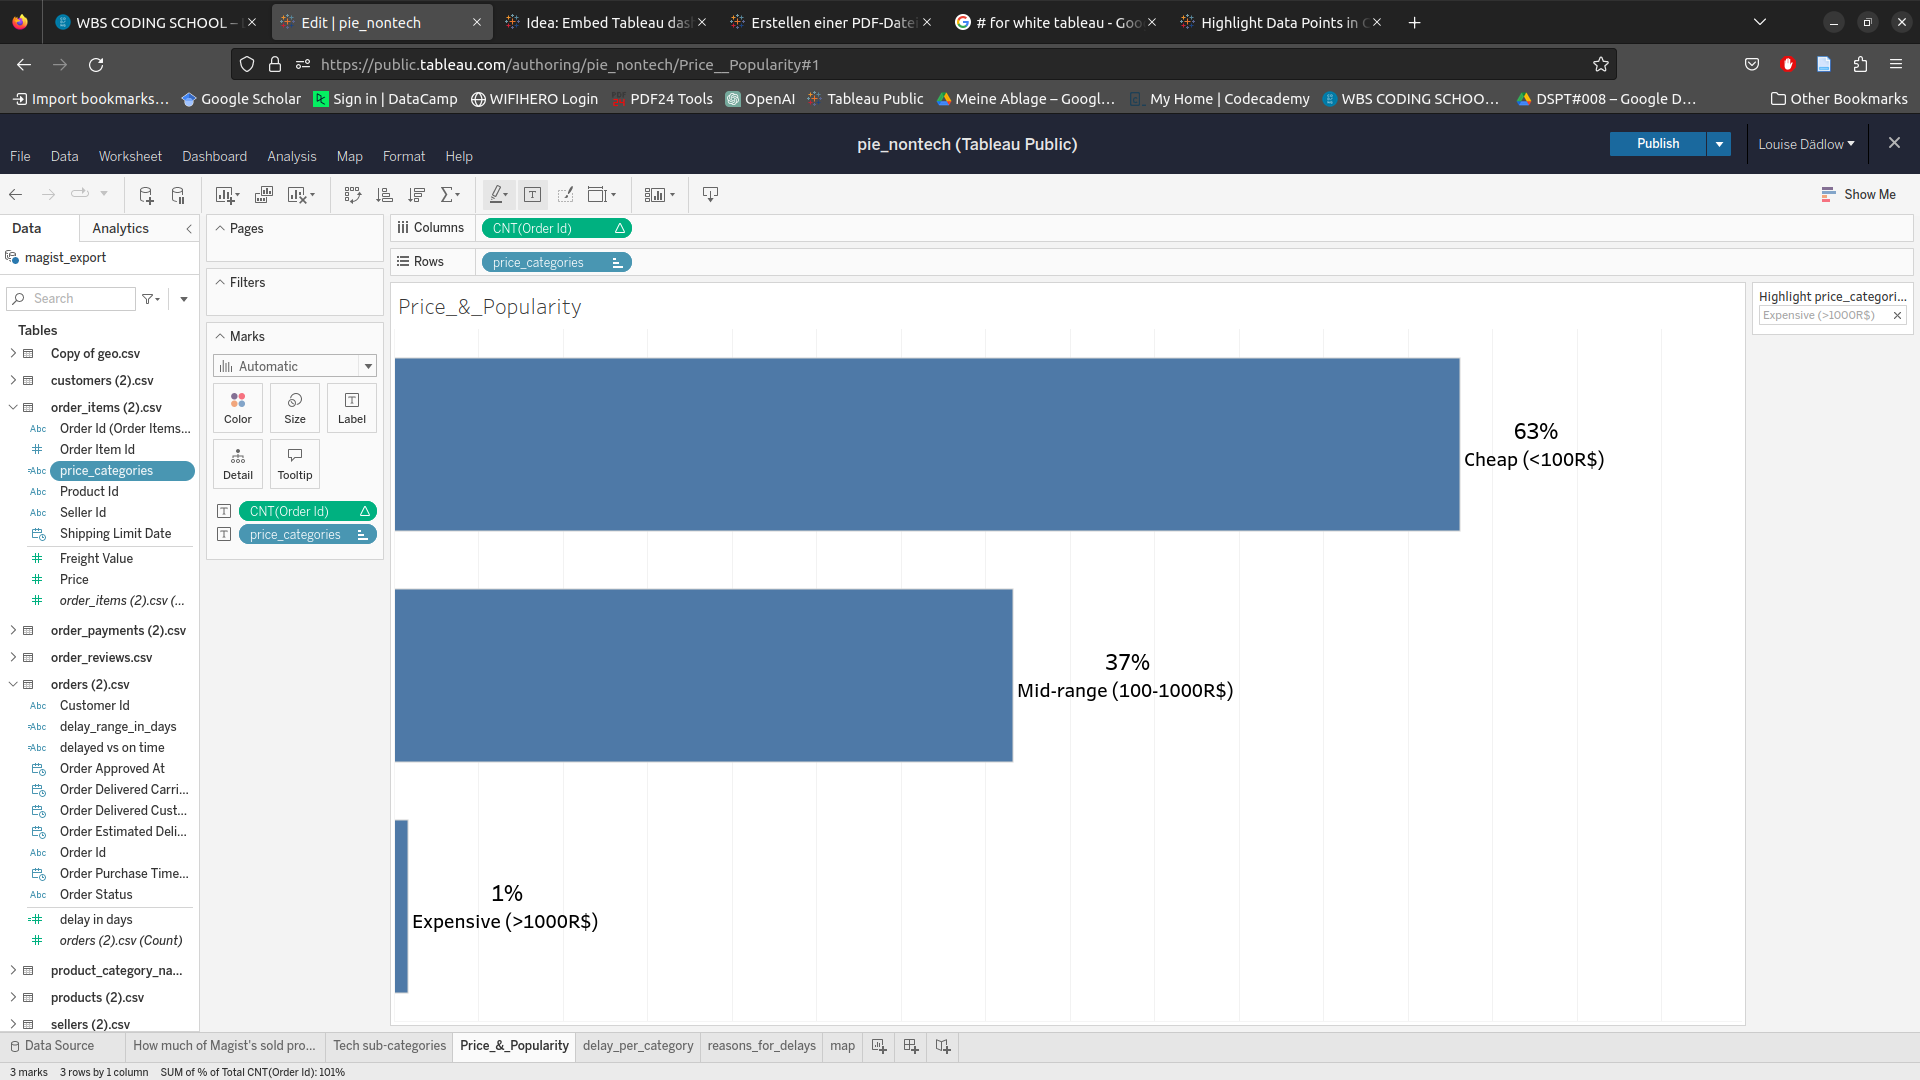 WBS CODING SCHOOL –
Edit | pie_nontech
Idea: Embed Tableau das
Erstellen einer PDF-Datei
# for white tableau - Goo
Highlight Data Points in C
https://public.tableau.com/authoring/pie_nontech/Price__Popularity#1
Import bookmarks…
Google Scholar
Sign in | DataCamp
WIFIHERO Login
PDF24 Tools
OpenAI
Tableau Public
Meine Ablage – Googl…
My Home | Codecademy
WBS CODING SCHOO…
DSPT#008 – Google D…
Other Bookmarks
pie_nontech (Tableau Public)
File
Data
Worksheet
Dashboard
Analysis
Map
Format
Help
Publish
Louise Dädlow
Show Me
Data
Analytics
magist_export
Search
Tables
Copy of geo.csv
customers (2).csv
order_items (2).csv
Abc Order Id (Order Items...
Order Item Id
=Abc price_categories
Abc Product Id
Abc Seller Id
Shipping Limit Date
Freight Value
Price
order_items (2).csv (...
order_payments (2).csv
order_reviews.csv
orders (2).csv
Abc Customer Id
=Abc delay_range_in_days
=Abc delayed vs on time
Order Approved At
Order Delivered Carri...
Order Delivered Cust...
Order Estimated Deli...
Abc Order Id
Order Purchase Time...
Abc Order Status
delay in days
orders (2).csv (Count)
product_category_na...
products (2).csv
sellers (2).csv
Pages
Filters
Marks
Automatic
Color
Size
Label
Detail
Tooltip
CNT(Order Id)
price_categories
Columns
CNT(Order Id)
Rows
price_categories
Price_&_Popularity
63%
Cheap (<100R$)
37%
Mid-range (100-1000R$)
1%
Expensive (>1000R$)
Highlight price_categori...
Expensive (>1000R$)
Data Source
How much of Magist's sold pro...
Tech sub-categories
Price_&_Popularity
delay_per_category
reasons_for_delays
map
3 marks
3 rows by 1 column
SUM of % of Total CNT(Order Id): 101%